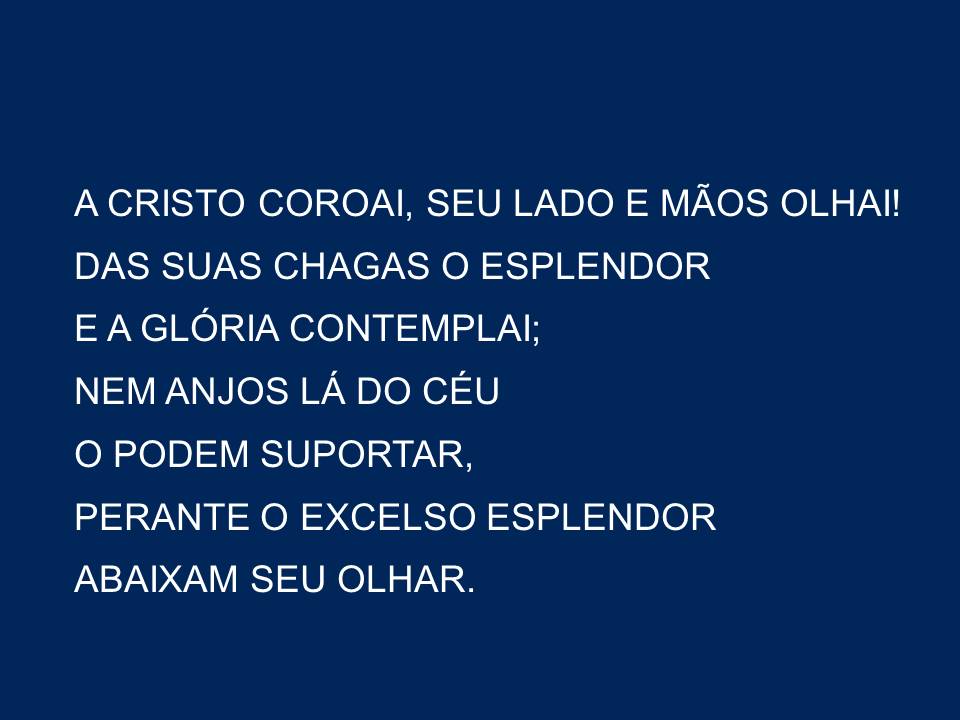 A CRISTO COROAI, SEU LADO E MÃOS OLHAI!
DAS SUAS CHAGAS O ESPLENDOR
E A GLÓRIA CONTEMPLAI;
NEM ANJOS LÁ DO CÉU
O PODEM SUPORTAR,
PERANTE O EXCELSO ESPLENDOR
ABAIXAM SEU OLHAR.